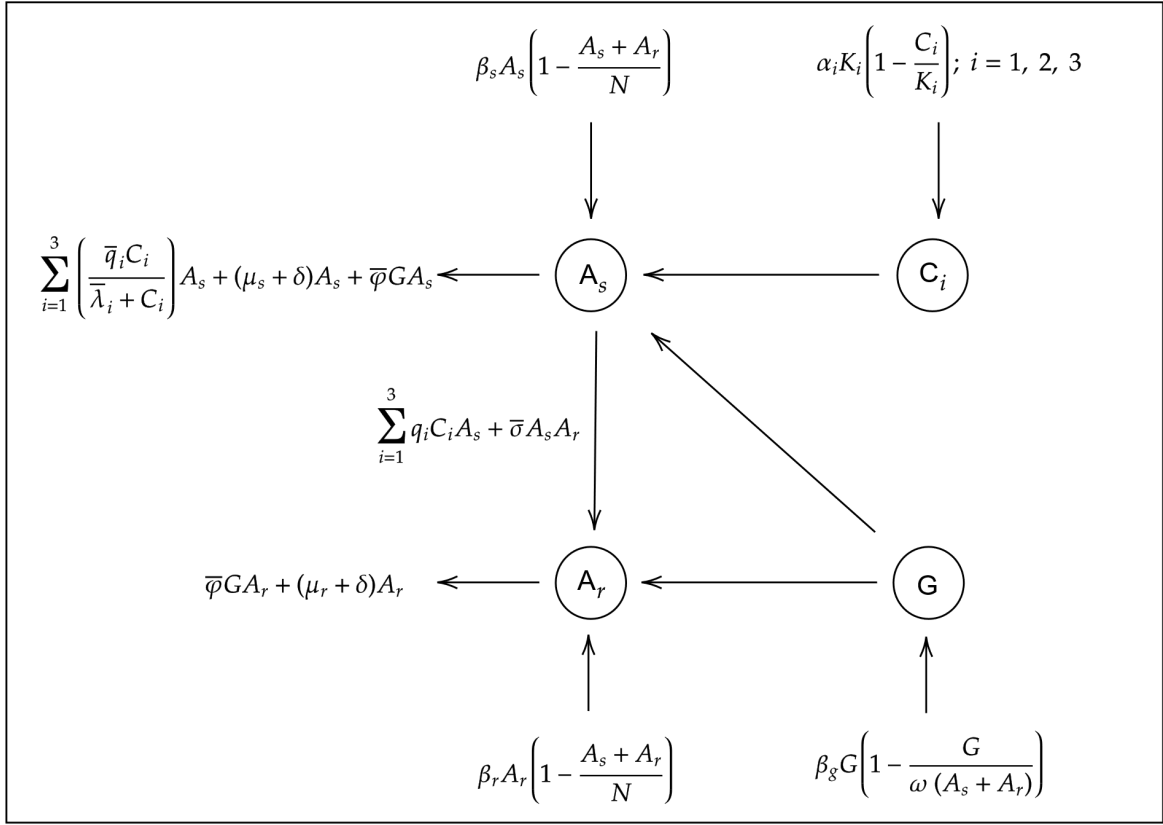 β_s A_s (1 − (A_s + A_r)/N)
α_i K_i (1 − C_i/K_i); i = 1, 2, 3
∑_{i=1}^{3} (q̅_i C_i / (λ̅_i + C_i)) A_s + (μ_s + δ)A_s + φ̅GA_s
A_s
C_i
∑_{i=1}^{3} q_i C_i A_s + σ̅ A_s A_r
φ̅GA_r + (μ_r + δ)A_r
A_r
G
β_r A_r (1 − (A_s + A_r)/N)
β_g G (1 − G/(ω (A_s + A_r)))